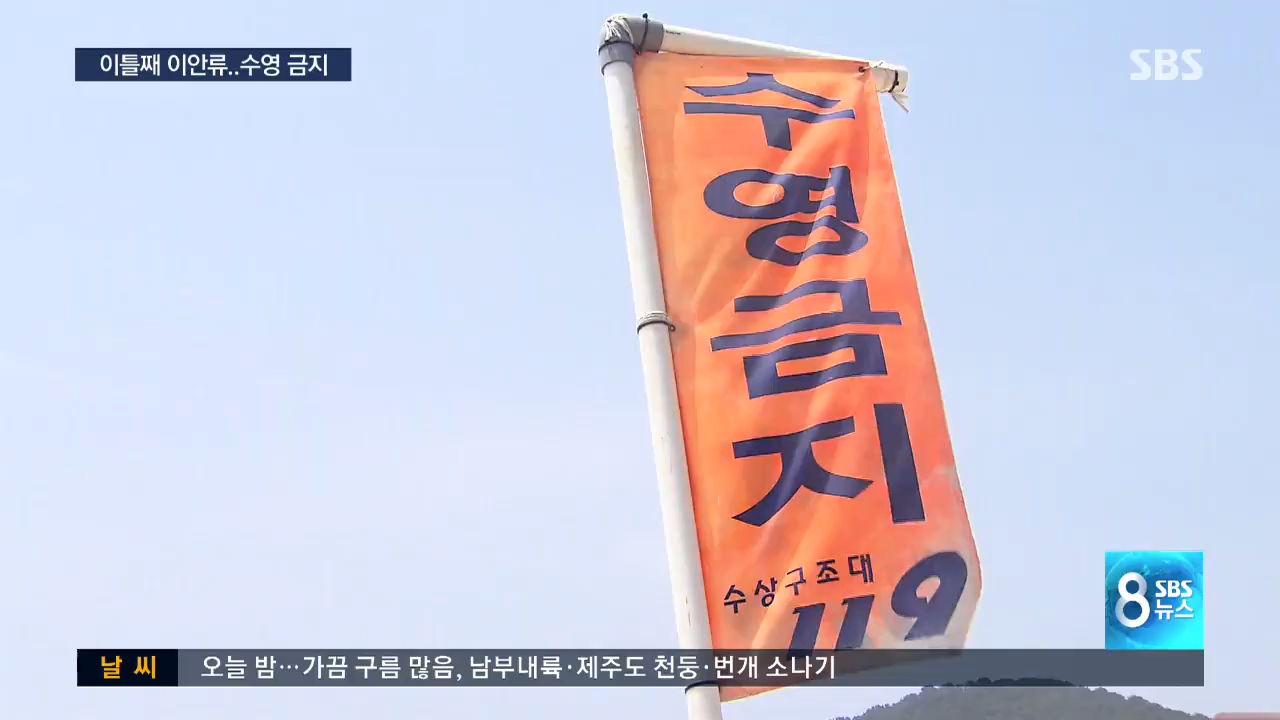 이틀째 이안류..수영 금지
SBS
수영금지
수상구조대
119
8 SBS 뉴스
날씨 오늘 밤…가끔 구름 많음, 남부내륙·제주도 천둥·번개 소나기